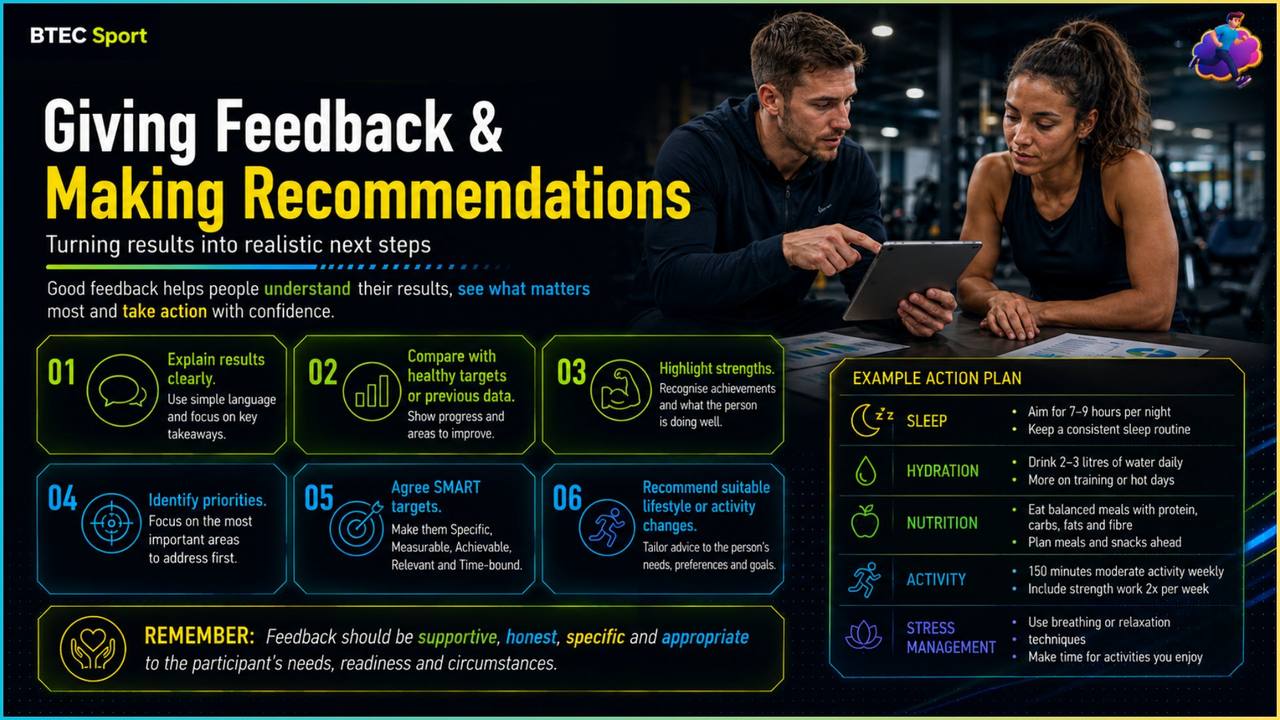 BTEC Sport
Giving Feedback &
Making Recommendations
Turning results into realistic next steps
Good feedback helps people understand their results, see what matters
most and take action with confidence.
01
Explain results
clearly.
Use simple language
and focus on key
takeaways.
02
Compare with
healthy targets
or previous data.
Show progress and
areas to improve.
03
Highlight strengths.
Recognise achievements
and what the person
is doing well.
04
Identify priorities.
Focus on the most
important areas
to address first.
05
Agree SMART
targets.
Make them Specific,
Measurable, Achievable,
Relevant and Time-bound.
06
Recommend suitable
lifestyle or activity
changes.
Tailor advice to the person's
needs, preferences and goals.
REMEMBER: Feedback should be supportive, honest, specific and appropriate
to the participant's needs, readiness and circumstances.
EXAMPLE ACTION PLAN
zzz
SLEEP
• Aim for 7–9 hours per night
• Keep a consistent sleep routine
HYDRATION
• Drink 2–3 litres of water daily
• More on training or hot days
NUTRITION
• Eat balanced meals with protein,
carbs, fats and fibre
• Plan meals and snacks ahead
ACTIVITY
• 150 minutes moderate activity weekly
• Include strength work 2x per week
STRESS
MANAGEMENT
• Use breathing or relaxation
• techniques
• Make time for activities you enjoy